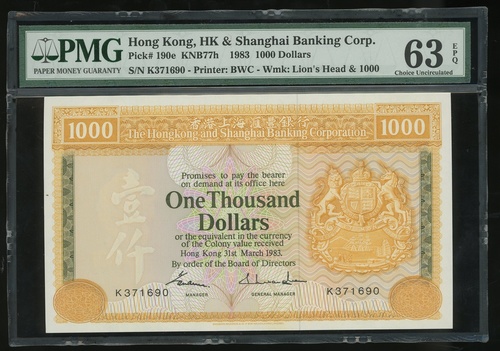 PMG
PAPER MONEY GUARANTY
Hong Kong, HK & Shanghai Banking Corp.
Pick# 190e KNB77h 1983 1000 Dollars
S/N K371690 - Printer: BWC - Wmk: Lion's Head & 1000
63 EPQ
Choice Uncirculated
1000 香港上海滙豐銀行 1000
The Hongkong and Shanghai Banking Corporation
Promises to pay the bearer
on demand at its office here
壹仟
One Thousand
Dollars
or the equivalent in the currency
of the Colony value received
Hong Kong 31st March 1983.
By order of the Board of Directors
MANAGER GENERAL MANAGER
K371690 K371690